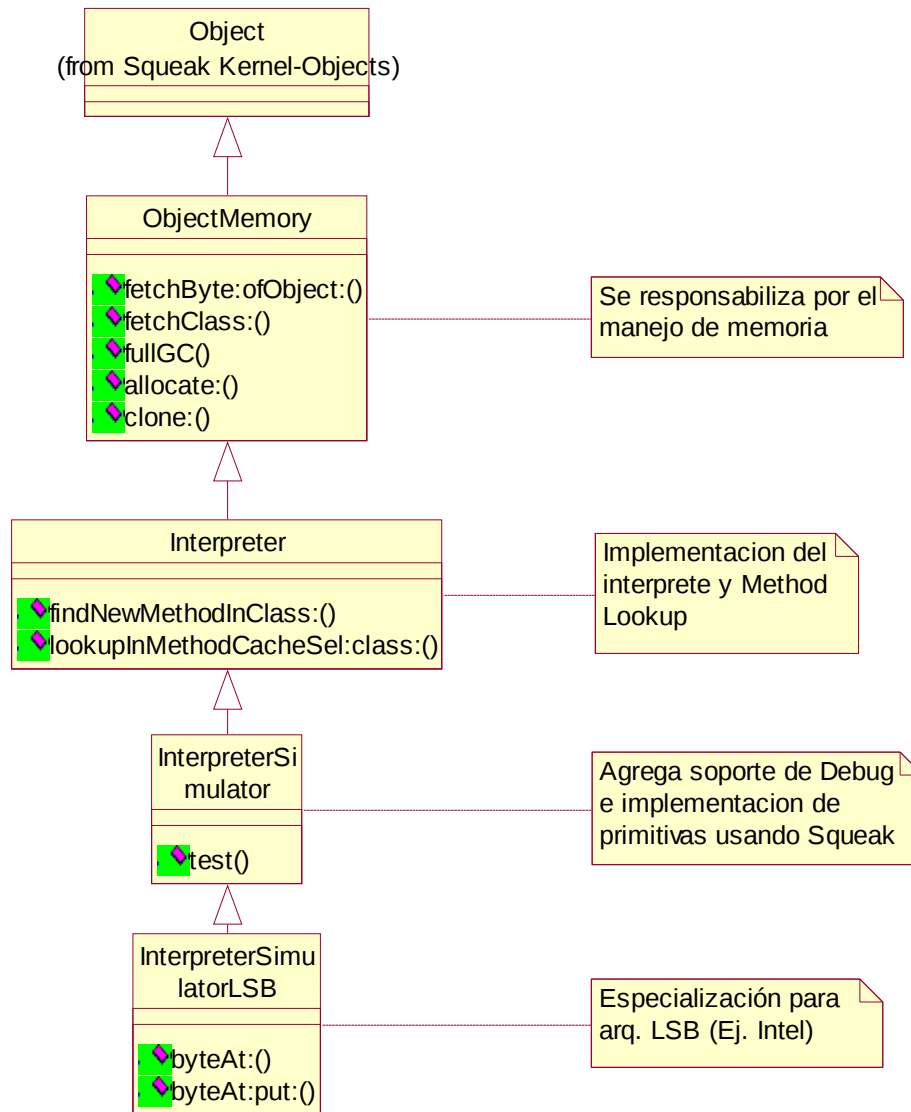 Object
(from Squeak Kernel-Objects)
ObjectMemory
fetchByte:ofObject:()
fetchClass:()
fullGC()
allocate:()
clone:()
Se responsabiliza por el
manejo de memoria
Interpreter
findNewMethodInClass:()
lookupInMethodCacheSel:class:()
Implementacion del
interprete y Method
Lookup
InterpreterSi
mulator
test()
Agrega soporte de Debug
e implementacion de
primitivas usando Squeak
InterpreterSimu
latorLSB
byteAt:()
byteAt:put:()
Especialización para
arq. LSB (Ej. Intel)